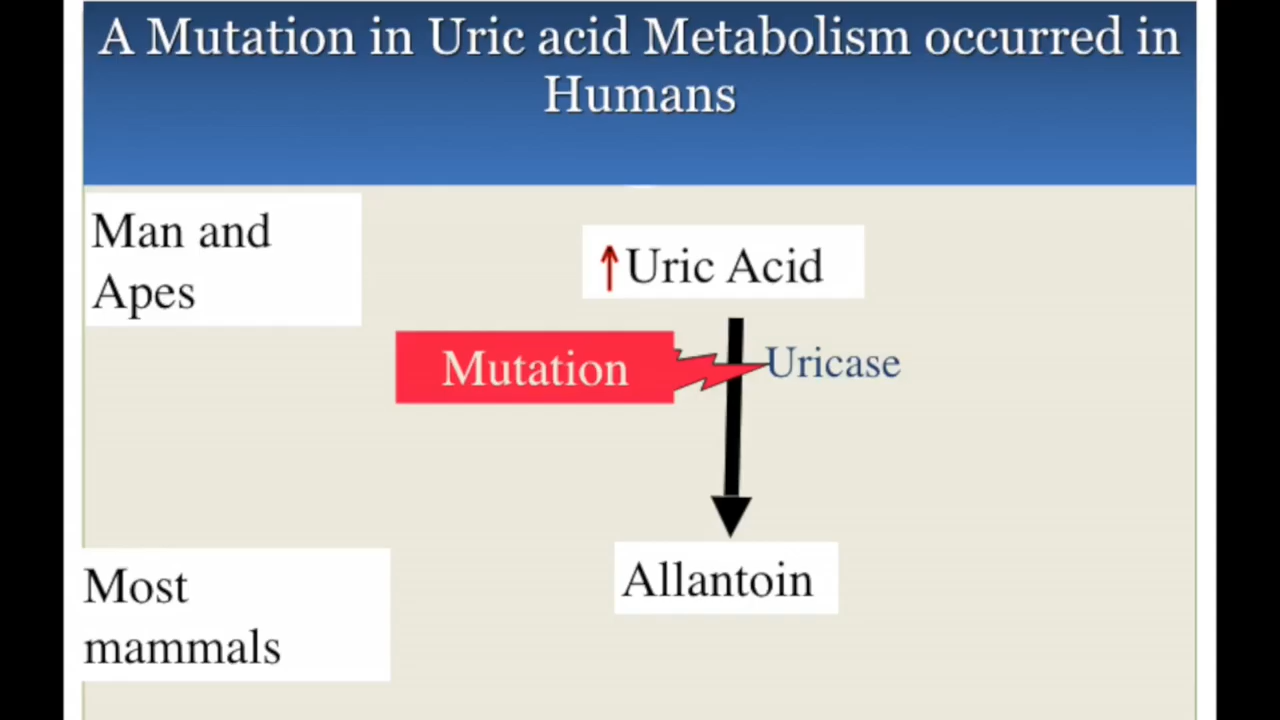 A Mutation in Uric acid Metabolism occurred in
Humans
Man and
Apes
↑Uric Acid
Mutation
Uricase
Allantoin
Most
mammals